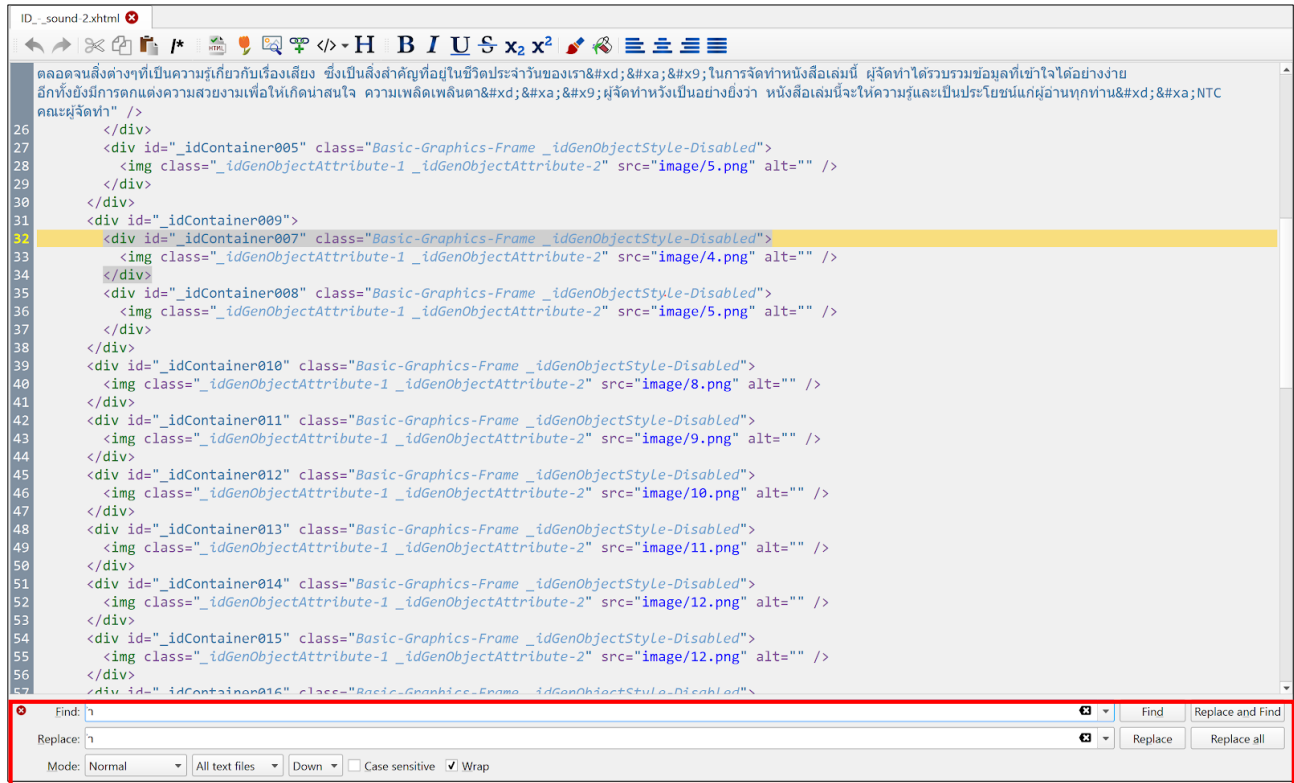 ID_-_sound-2.xhtml
/* HTML </> H B I U S x₂ x²
ตลอดจนสิ่งต่างๆที่เป็นความรู้เกี่ยวกับเรื่องเสียง ซึ่งเป็นสิ่งสำคัญที่อยู่ในชีวิตประจำวันของเรา&#xd;&#xa;&#x9;ในการจัดทำหนังสือเล่มนี้ ผู้จัดทำได้รวบรวมข้อมูลที่เข้าใจได้อย่างง่าย
อีกทั้งยังมีการตกแต่งความสวยงามเพื่อให้เกิดน่าสนใจ ความเพลิดเพลินตา&#xd;&#xa;&#x9;ผู้จัดทำหวังเป็นอย่างยิ่งว่า หนังสือเล่มนี้จะให้ความรู้และเป็นประโยชน์แก่ผู้อ่านทุกท่าน&#xd;&#xa;NTC
คณะผู้จัดทำ" />
26 </div>
27 <div id="_idContainer005" class="Basic-Graphics-Frame _idGenObjectStyle-Disabled">
28 <img class="_idGenObjectAttribute-1 _idGenObjectAttribute-2" src="image/5.png" alt="" />
29 </div>
30 </div>
31 <div id="_idContainer009">
32 <div id="_idContainer007" class="Basic-Graphics-Frame _idGenObjectStyle-Disabled">
33 <img class="_idGenObjectAttribute-1 _idGenObjectAttribute-2" src="image/4.png" alt="" />
34 </div>
35 <div id="_idContainer008" class="Basic-Graphics-Frame _idGenObjectStyle-Disabled">
36 <img class="_idGenObjectAttribute-1 _idGenObjectAttribute-2" src="image/5.png" alt="" />
37 </div>
38 </div>
39 <div id="_idContainer010" class="Basic-Graphics-Frame _idGenObjectStyle-Disabled">
40 <img class="_idGenObjectAttribute-1 _idGenObjectAttribute-2" src="image/8.png" alt="" />
41 </div>
42 <div id="_idContainer011" class="Basic-Graphics-Frame _idGenObjectStyle-Disabled">
43 <img class="_idGenObjectAttribute-1 _idGenObjectAttribute-2" src="image/9.png" alt="" />
44 </div>
45 <div id="_idContainer012" class="Basic-Graphics-Frame _idGenObjectStyle-Disabled">
46 <img class="_idGenObjectAttribute-1 _idGenObjectAttribute-2" src="image/10.png" alt="" />
47 </div>
48 <div id="_idContainer013" class="Basic-Graphics-Frame _idGenObjectStyle-Disabled">
49 <img class="_idGenObjectAttribute-1 _idGenObjectAttribute-2" src="image/11.png" alt="" />
50 </div>
51 <div id="_idContainer014" class="Basic-Graphics-Frame _idGenObjectStyle-Disabled">
52 <img class="_idGenObjectAttribute-1 _idGenObjectAttribute-2" src="image/12.png" alt="" />
53 </div>
54 <div id="_idContainer015" class="Basic-Graphics-Frame _idGenObjectStyle-Disabled">
55 <img class="_idGenObjectAttribute-1 _idGenObjectAttribute-2" src="image/12.png" alt="" />
56 </div>
57 <div id="_idContainer016" class="Basic-Graphics-Frame _idGenObjectStyle-Disabled">
Find: Find Replace and Find
Replace: Replace Replace all
Mode: Normal All text files Down Case sensitive Wrap